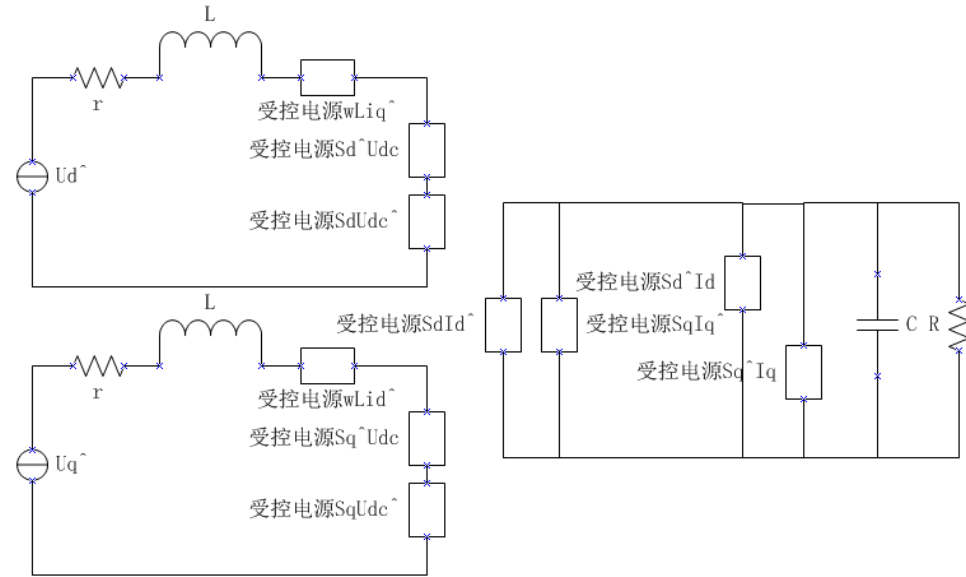 L
r
受控电源wLiq^
受控电源Sd^Udc
Ud^
受控电源SdUdc^
L
r
受控电源wLid^
受控电源Sq^Udc
Uq^
受控电源SqUdc^
受控电源Sd^Id
受控电源SdId^
受控电源SqIq^
C R
受控电源Sq^Iq